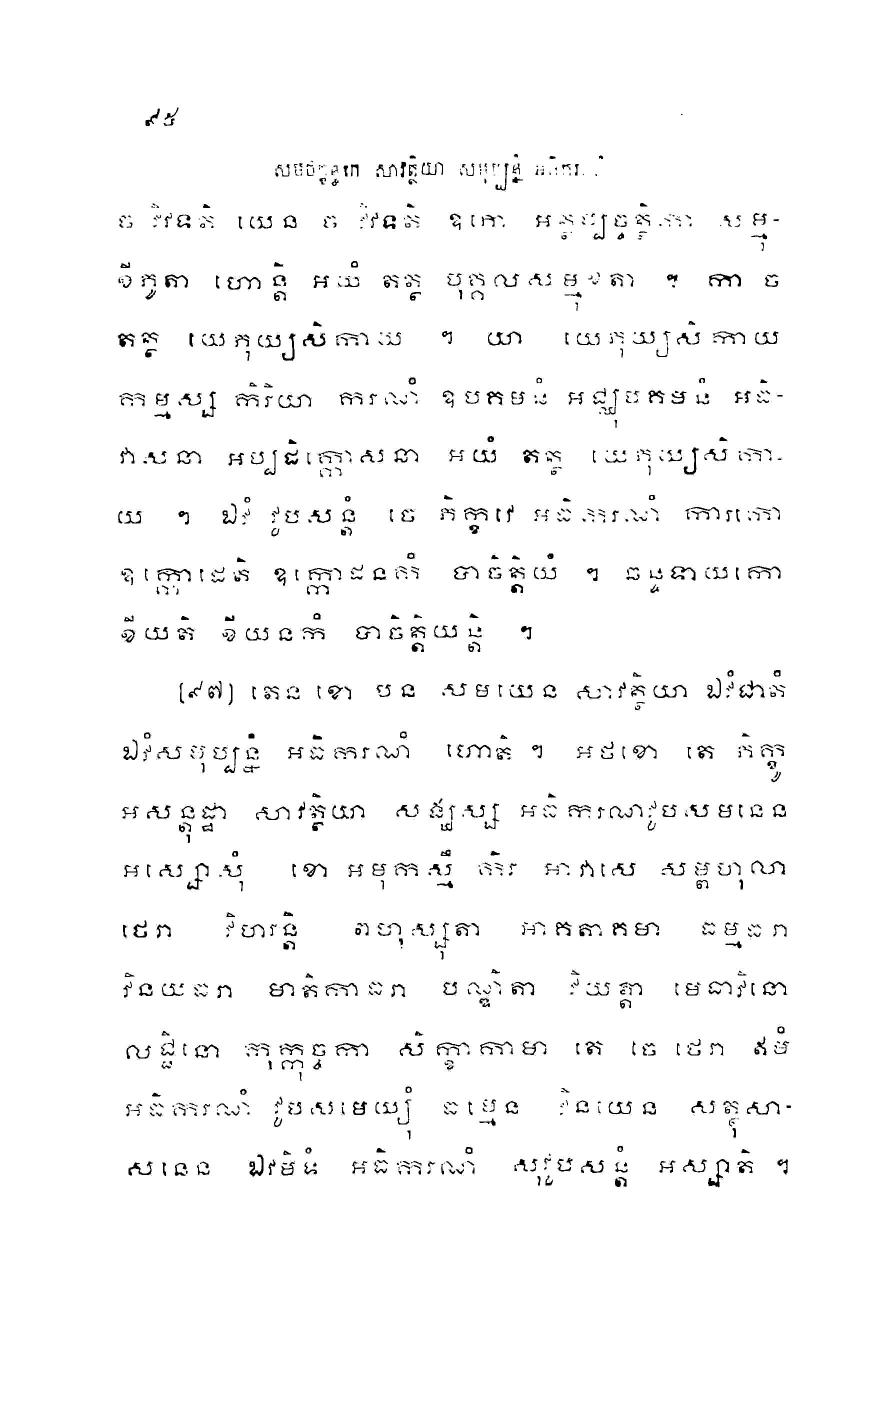 ៩៥
សមថក្ខន្ធកេ សាវត្ថិយា សមុប្បន្នំ
ច វិវទតិ យេន ច វិវទតិ ឧភោ អត្ថប្បច្ចត្ថិកា សម្មុ-
ខីភូតា ហោន្តិ អយំ តត្ថ បុគ្គលសម្មុខតា ។ កា ច
តត្ថ យេភុយ្យសិកាយ ។ យា យេភុយ្យសិកាយ
កម្មស្ស កិរិយា ករណំ ឧបគមនំ អជ្ឈុបគមនំ អធិ-
វាសនា អប្បដិក្កោសនា អយំ តត្ថ យេភុយ្យសិកា-
យ ។ ឯវំ វូបសន្តំ ចេ ភិក្ខវេ អធិករណំ ការកោ
ឧក្កោដេតិ ឧក្កោដនកំ បាចិត្តិយំ ។ ឆន្ទទាយកោ
ខីយតិ ខីយនកំ បាចិត្តិយន្តិ ។
[៩៧] តេន ខោ បន សមយេន សាវត្ថិយា ឯវំជាតំ
ឯវំសមុប្បន្នំ អធិករណំ ហោតិ ។ អថខោ តេ ភិក្ខូ
អសន្តុដ្ឋា សាវត្ថិយា សង្ឃស្ស អធិករណវូបសមនេន
អស្សោសុំ ខោ អមុកស្មឹ កិរ អាវាសេ សម្ពហុលា
ថេរា វិហរន្តិ ពហុស្សុតា អាគតាគមា ធម្មធរា
វិនយធរា មាតិកាធរា បណ្ឌិតា វិយត្តា មេធាវិនោ
លជ្ជិនោ កុក្កុច្ចកា សិក្ខាកាមា តេ ចេ ថេរា ឥមំ
អធិករណំ វូបសមេយ្យុំ ធម្មេន វិនយេន សត្ថុសា-
សនេន ឯវមិទំ អធិករណំ សុវូបសន្តំ អស្សាតិ ។